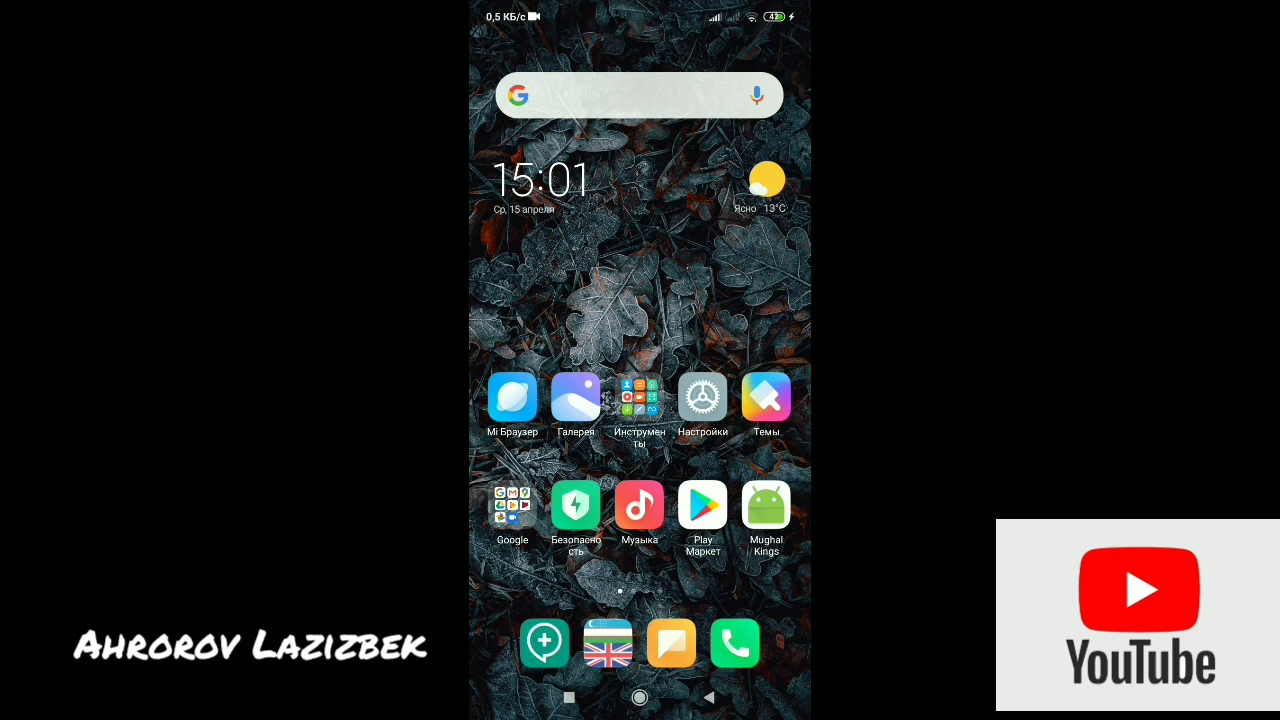 0,5 КБ/с
42
15:01
Ср, 15 апреля
Ясно 13°C
Mi Браузер
Галерея
Инструмен
ты
Настройки
Темы
Google
Безопасно
сть
Музыка
Play
Маркет
Mughal
Kings
Ahrorov Lazizbek
YouTube